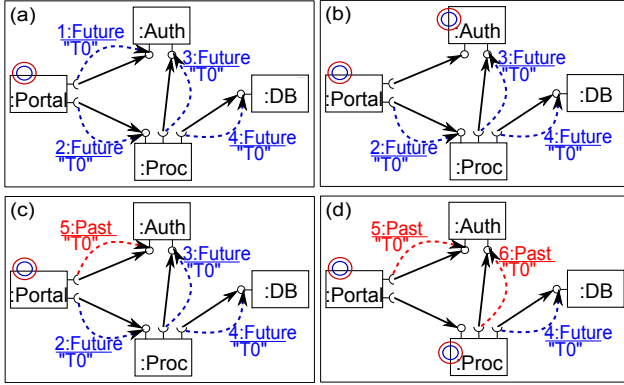 (a)
:Auth
1:Future
"T0"
3:Future
"T0"
:Portal
:DB
2:Future
"T0"
4:Future
"T0"
:Proc
(b)
:Auth
3:Future
"T0"
:Portal
:DB
2:Future
"T0"
4:Future
"T0"
:Proc
(c)
:Auth
5:Past
"T0"
3:Future
"T0"
:Portal
:DB
2:Future
"T0"
4:Future
"T0"
:Proc
(d)
:Auth
5:Past
"T0"
6:Past
"T0"
:Portal
:DB
4:Future
"T0"
:Proc